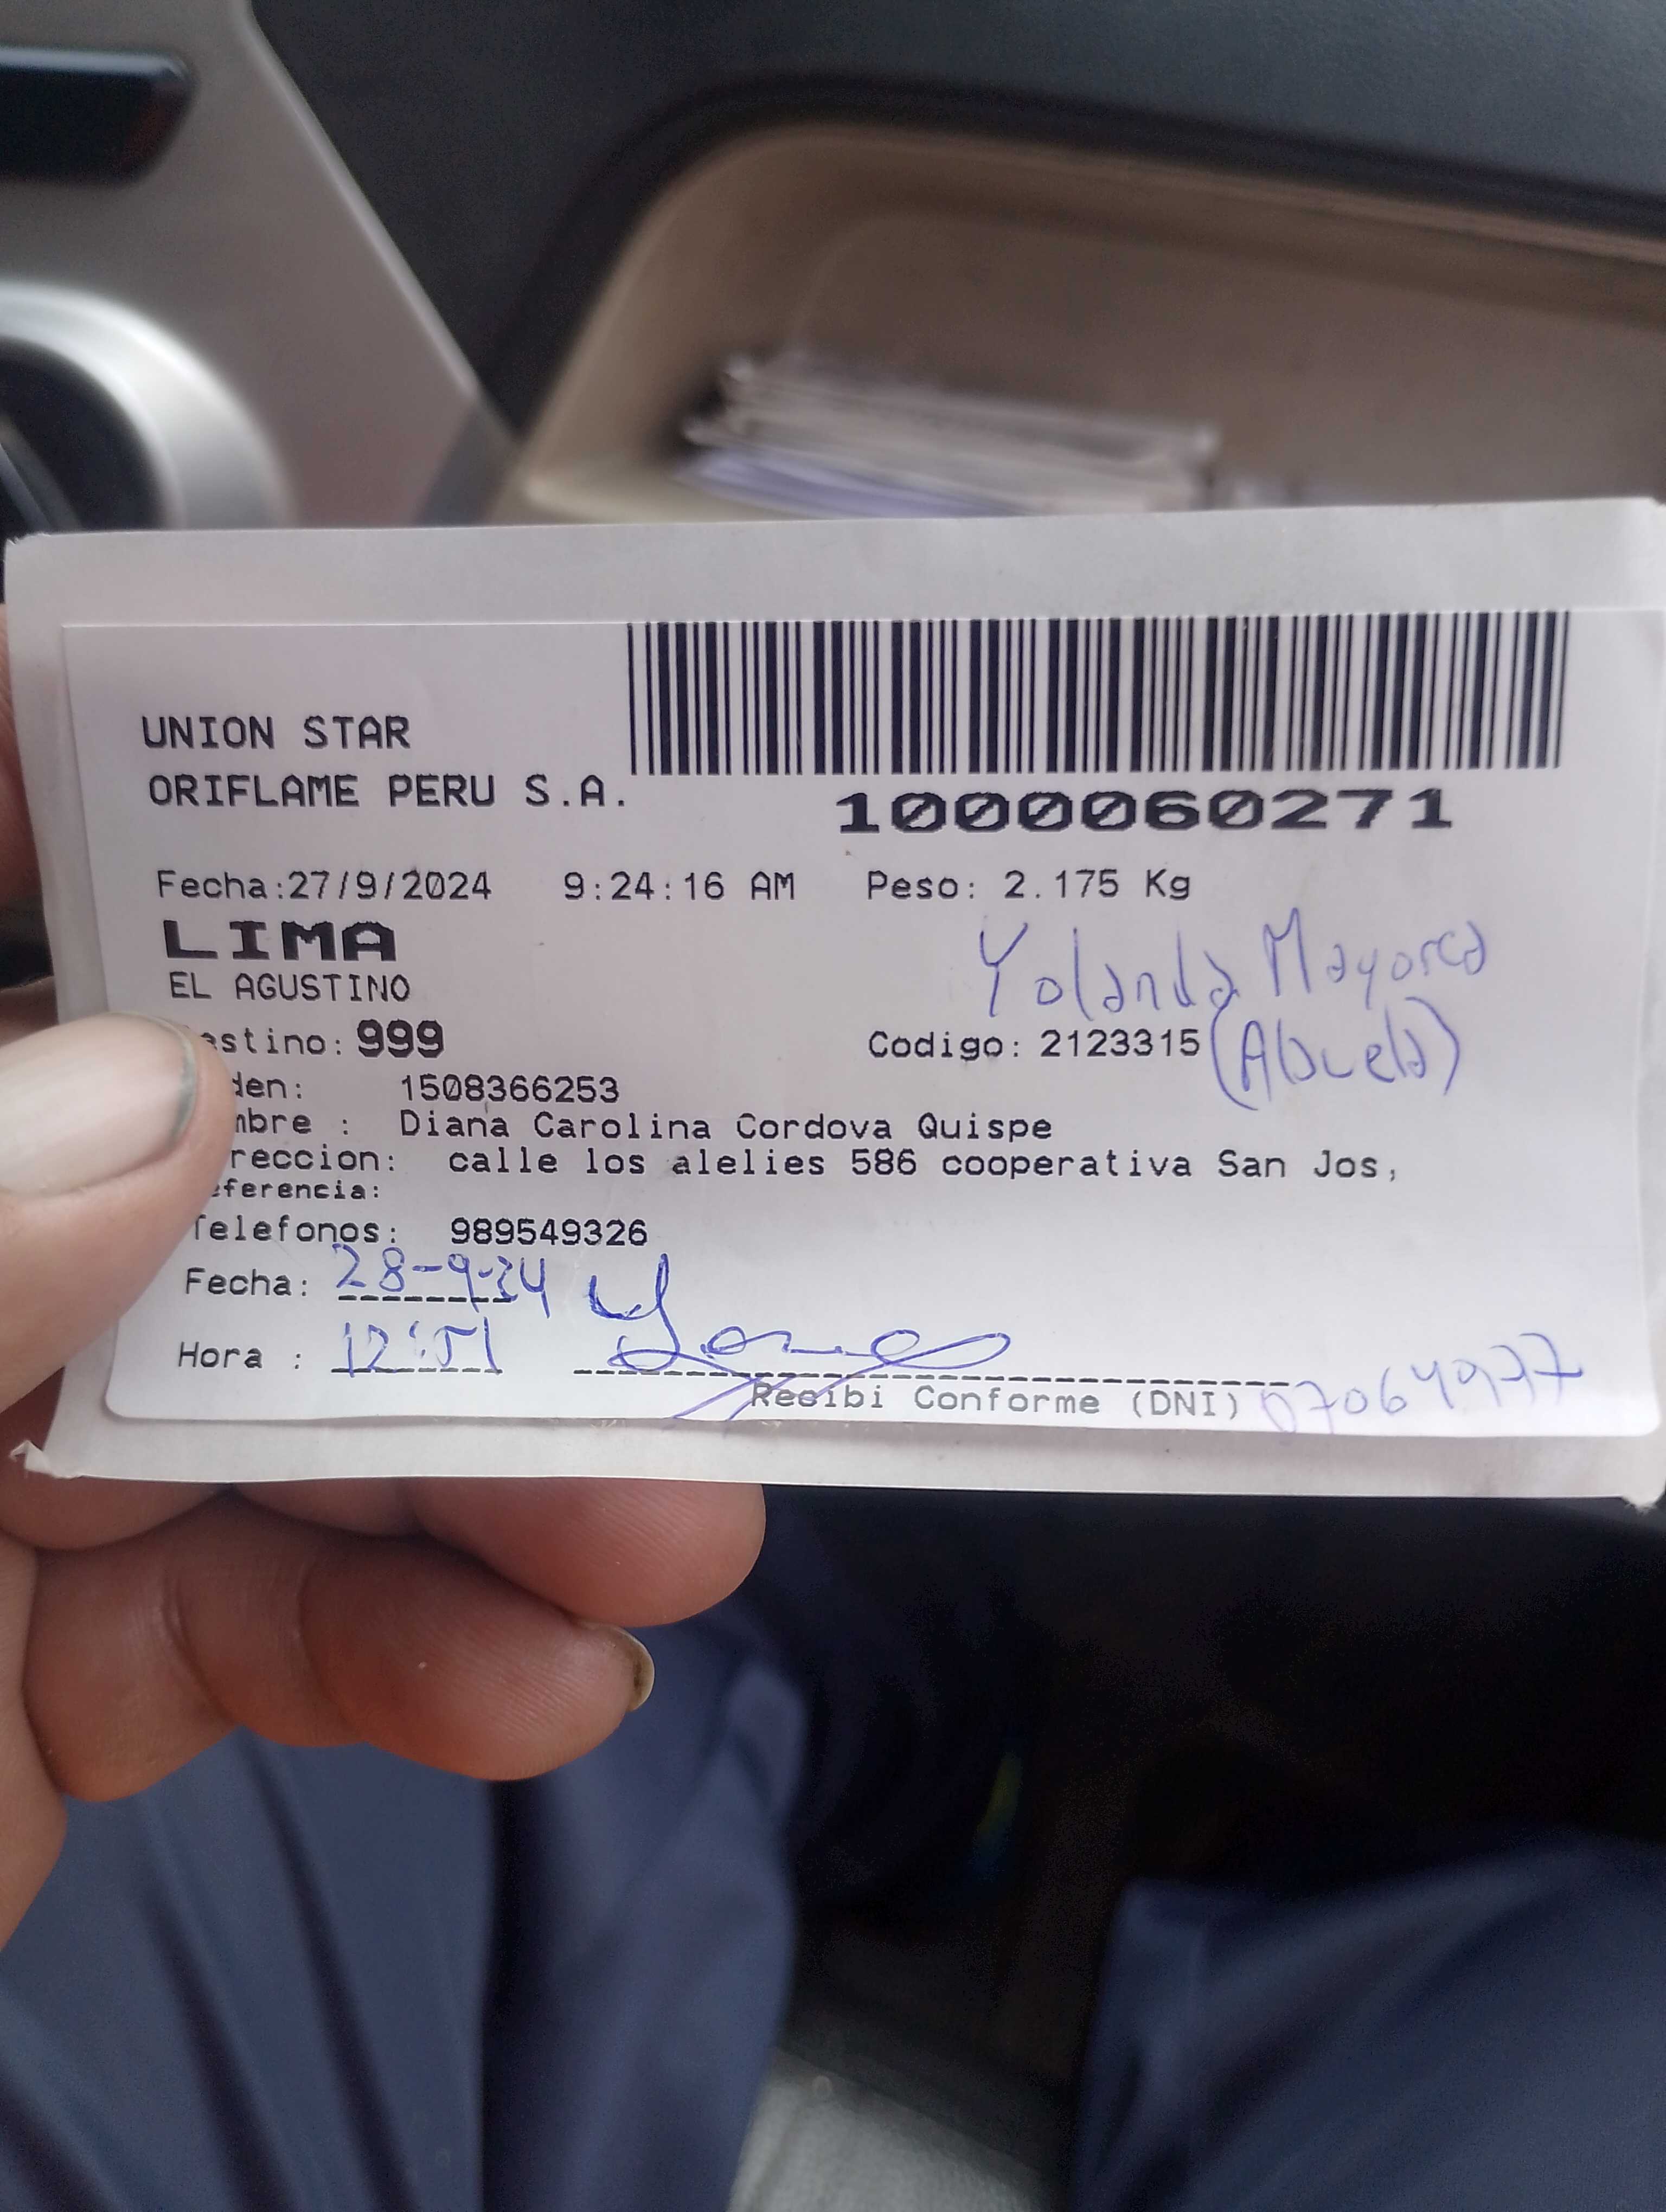 UNION STAR
ORIFLAME PERU S.A.
1000060271
Fecha:27/9/2024 9:24:16 AM Peso: 2.175 Kg
LIMA
Yolanda Mayorca
EL AGUSTINO
estino: 999 Codigo: 2123315 (Abuela)
den: 1508366253
mbre : Diana Carolina Cordova Quispe
reccion: calle los alelies 586 cooperativa San Jos,
ferencia:
Telefonos: 989549326
Fecha: 28-9-24
Hora : 12:51
Recibi Conforme (DNI) 07064977